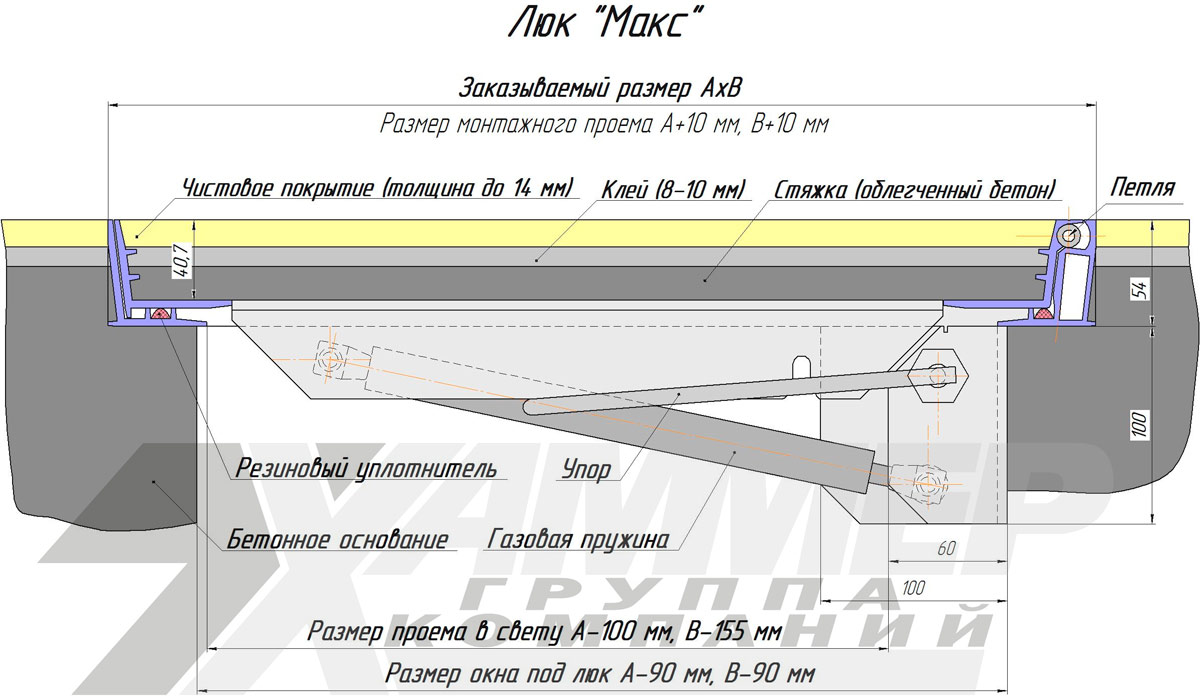 Люк "Макс"
Заказываемый размер АхВ
Размер монтажного проема А+10 мм, В+10 мм
Чистовое покрытие (толщина до 14 мм)
Клей (8-10 мм)
Стяжка (облегченный бетон)
Петля
40,7
54
100
Резиновый уплотнитель
Упор
Бетонное основание
Газовая пружина
60
100
ХАММЕР
ГРУППА
КОМПАНИЙ
Размер проема в свету А-100 мм, В-155 мм
Размер окна под люк А-90 мм, В-90 мм